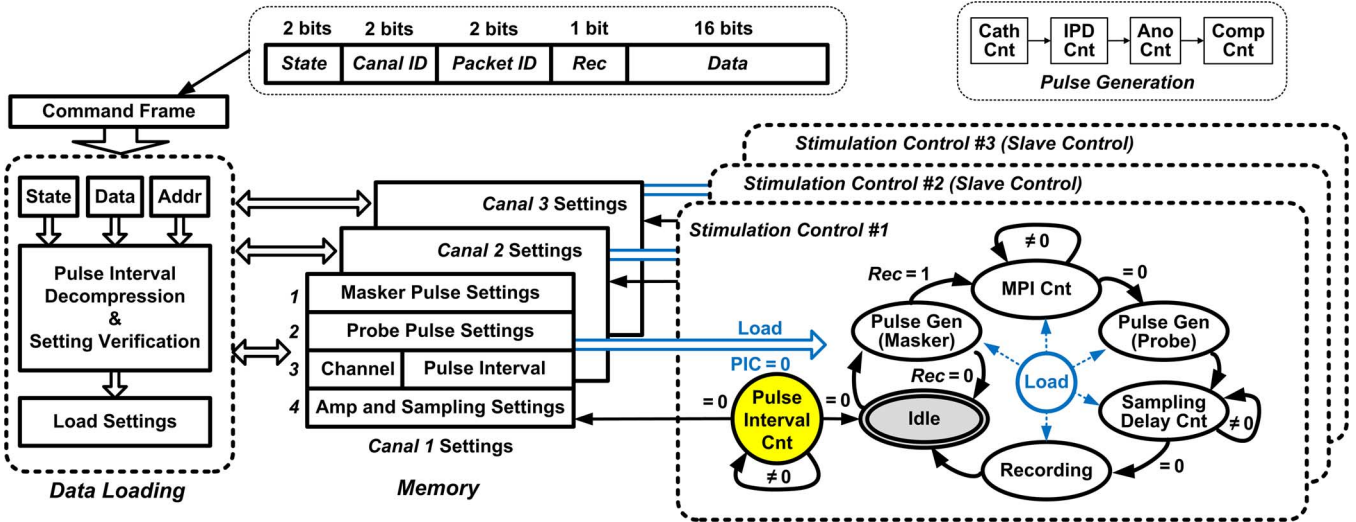 2 bits 2 bits 2 bits 1 bit 16 bits
State Canal ID Packet ID Rec Data
Cath Cnt
IPD Cnt
Ano Cnt
Comp Cnt
Pulse Generation
Command Frame
State
Data
Addr
Pulse Interval
Decompression
&
Setting Verification
Load Settings
Data Loading
Canal 3 Settings
Canal 2 Settings
1 Masker Pulse Settings
2 Probe Pulse Settings
3 Channel Pulse Interval
4 Amp and Sampling Settings
Canal 1 Settings
Memory
Load
PIC = 0
Stimulation Control #3 (Slave Control)
Stimulation Control #2 (Slave Control)
Stimulation Control #1
≠ 0
Rec = 1
MPI Cnt
= 0
Pulse Gen
(Masker)
Pulse Gen
(Probe)
Rec = 0
Load
= 0
Pulse
Interval
Cnt
= 0
≠ 0
Idle
Sampling
Delay Cnt
≠ 0
= 0
Recording